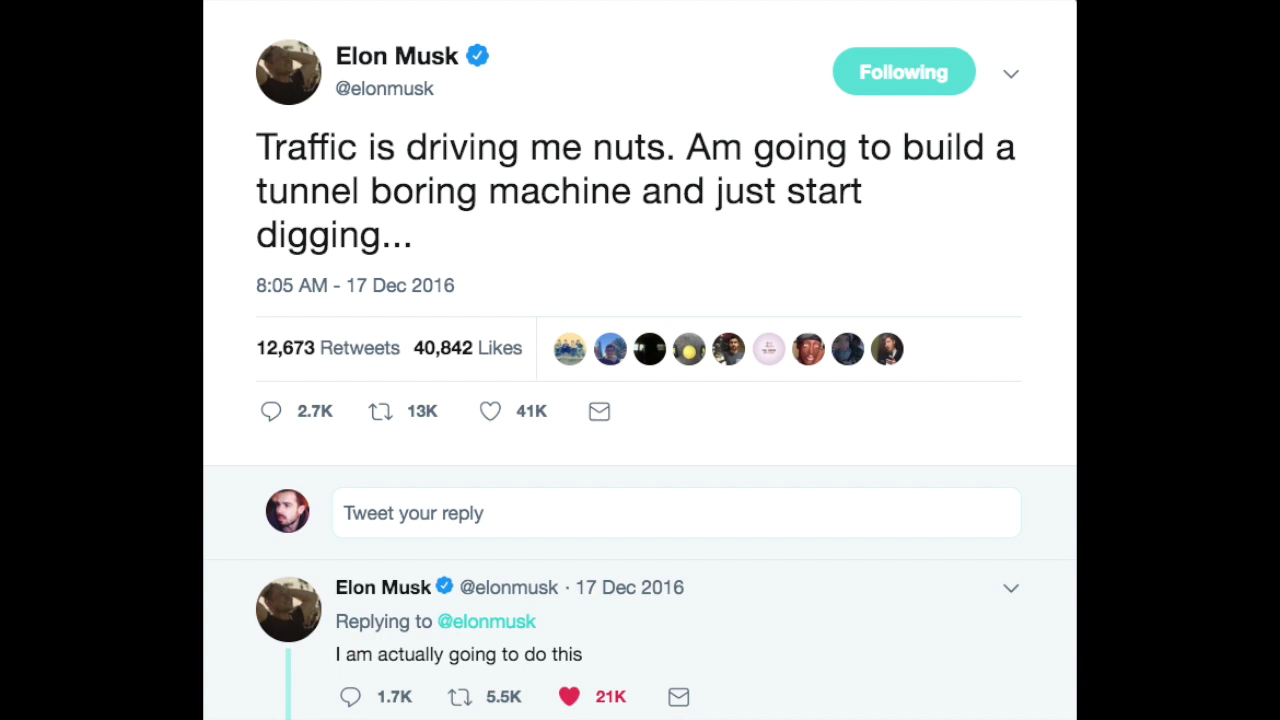 Elon Musk
@elonmusk
Following
Traffic is driving me nuts. Am going to build a
tunnel boring machine and just start
digging...
8:05 AM - 17 Dec 2016
12,673 Retweets 40,842 Likes
2.7K 13K 41K
Tweet your reply
Elon Musk @elonmusk · 17 Dec 2016
Replying to @elonmusk
I am actually going to do this
1.7K 5.5K 21K